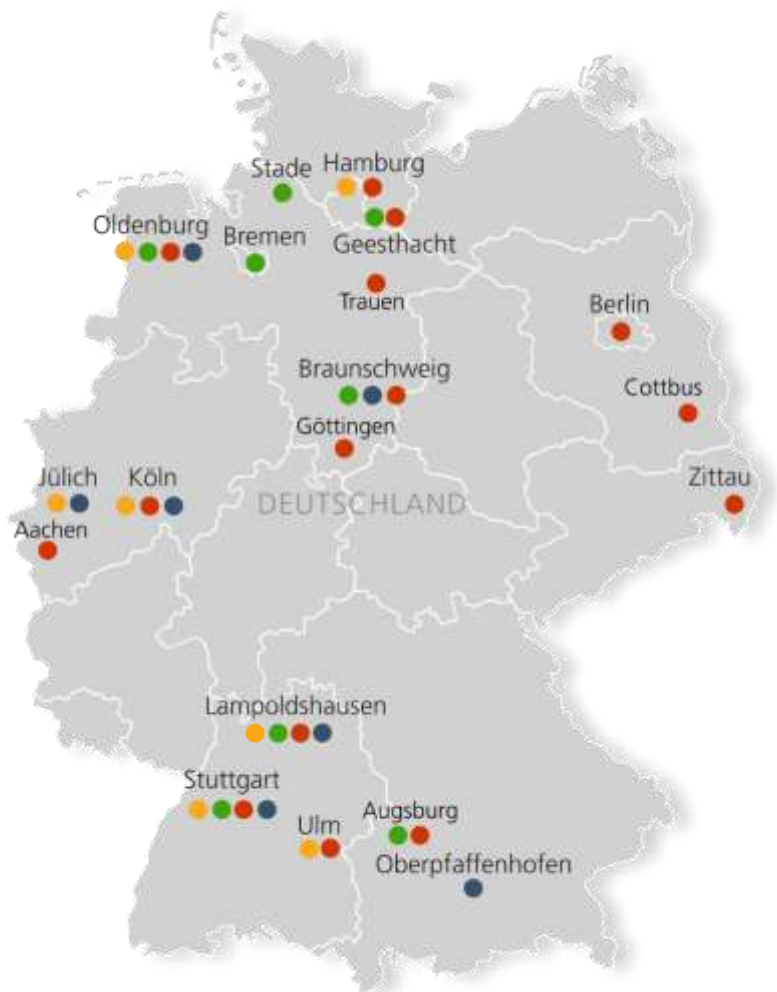 Stade
Hamburg
Oldenburg
Bremen
Geesthacht
Trauen
Berlin
Braunschweig
Cottbus
Göttingen
Jülich
Köln
DEUTSCHLAND
Zittau
Aachen
Lampoldshausen
Stuttgart
Ulm
Augsburg
Oberpfaffenhofen